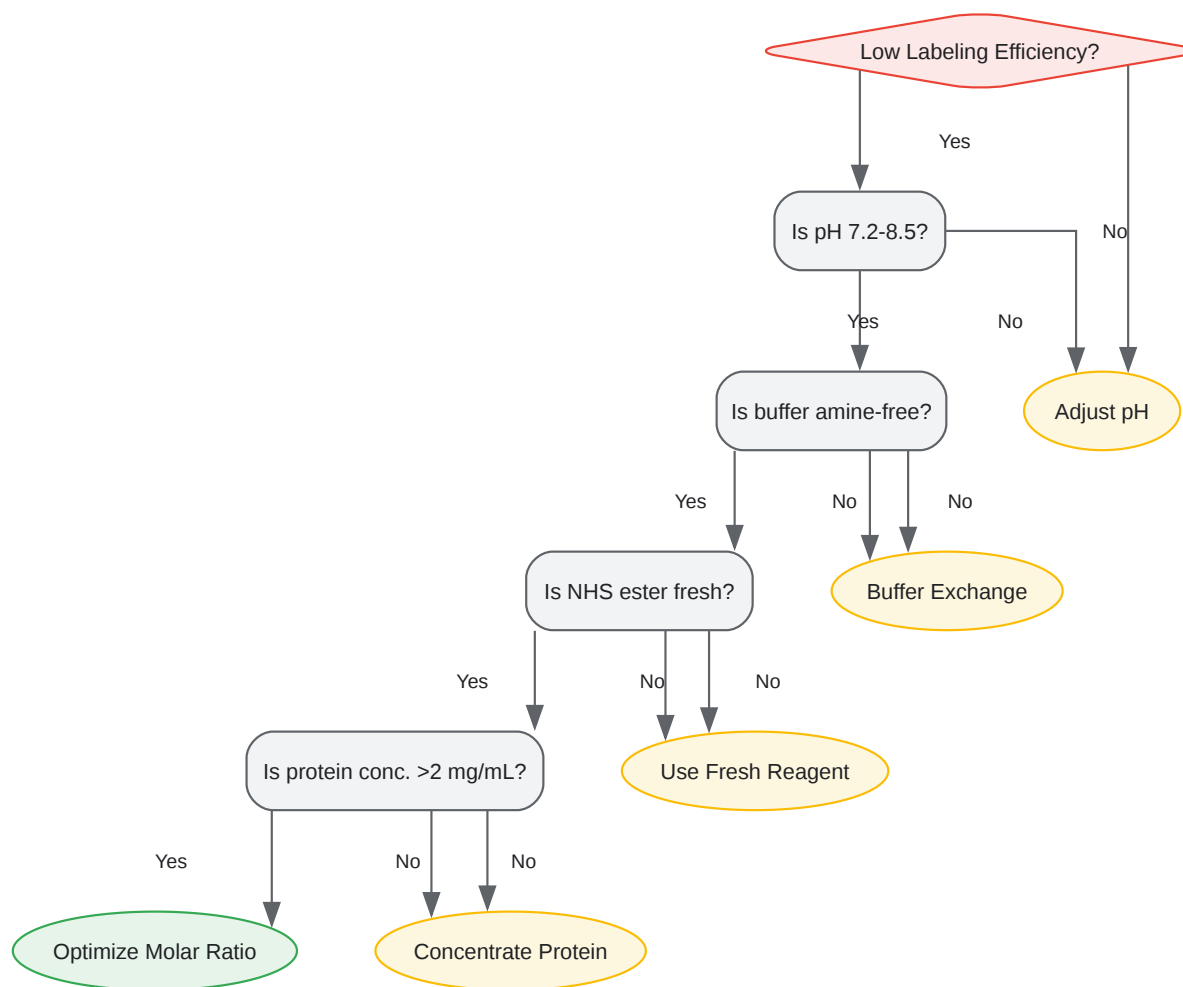 Low Labeling Efficiency?
Yes
Is pH 7.2-8.5?
No
Yes
No
Is buffer amine-free?
Adjust pH
Yes
No
No
Is NHS ester fresh?
Buffer Exchange
Yes
No
No
Is protein conc. >2 mg/mL?
Use Fresh Reagent
Yes
No
No
Optimize Molar Ratio
Concentrate Protein